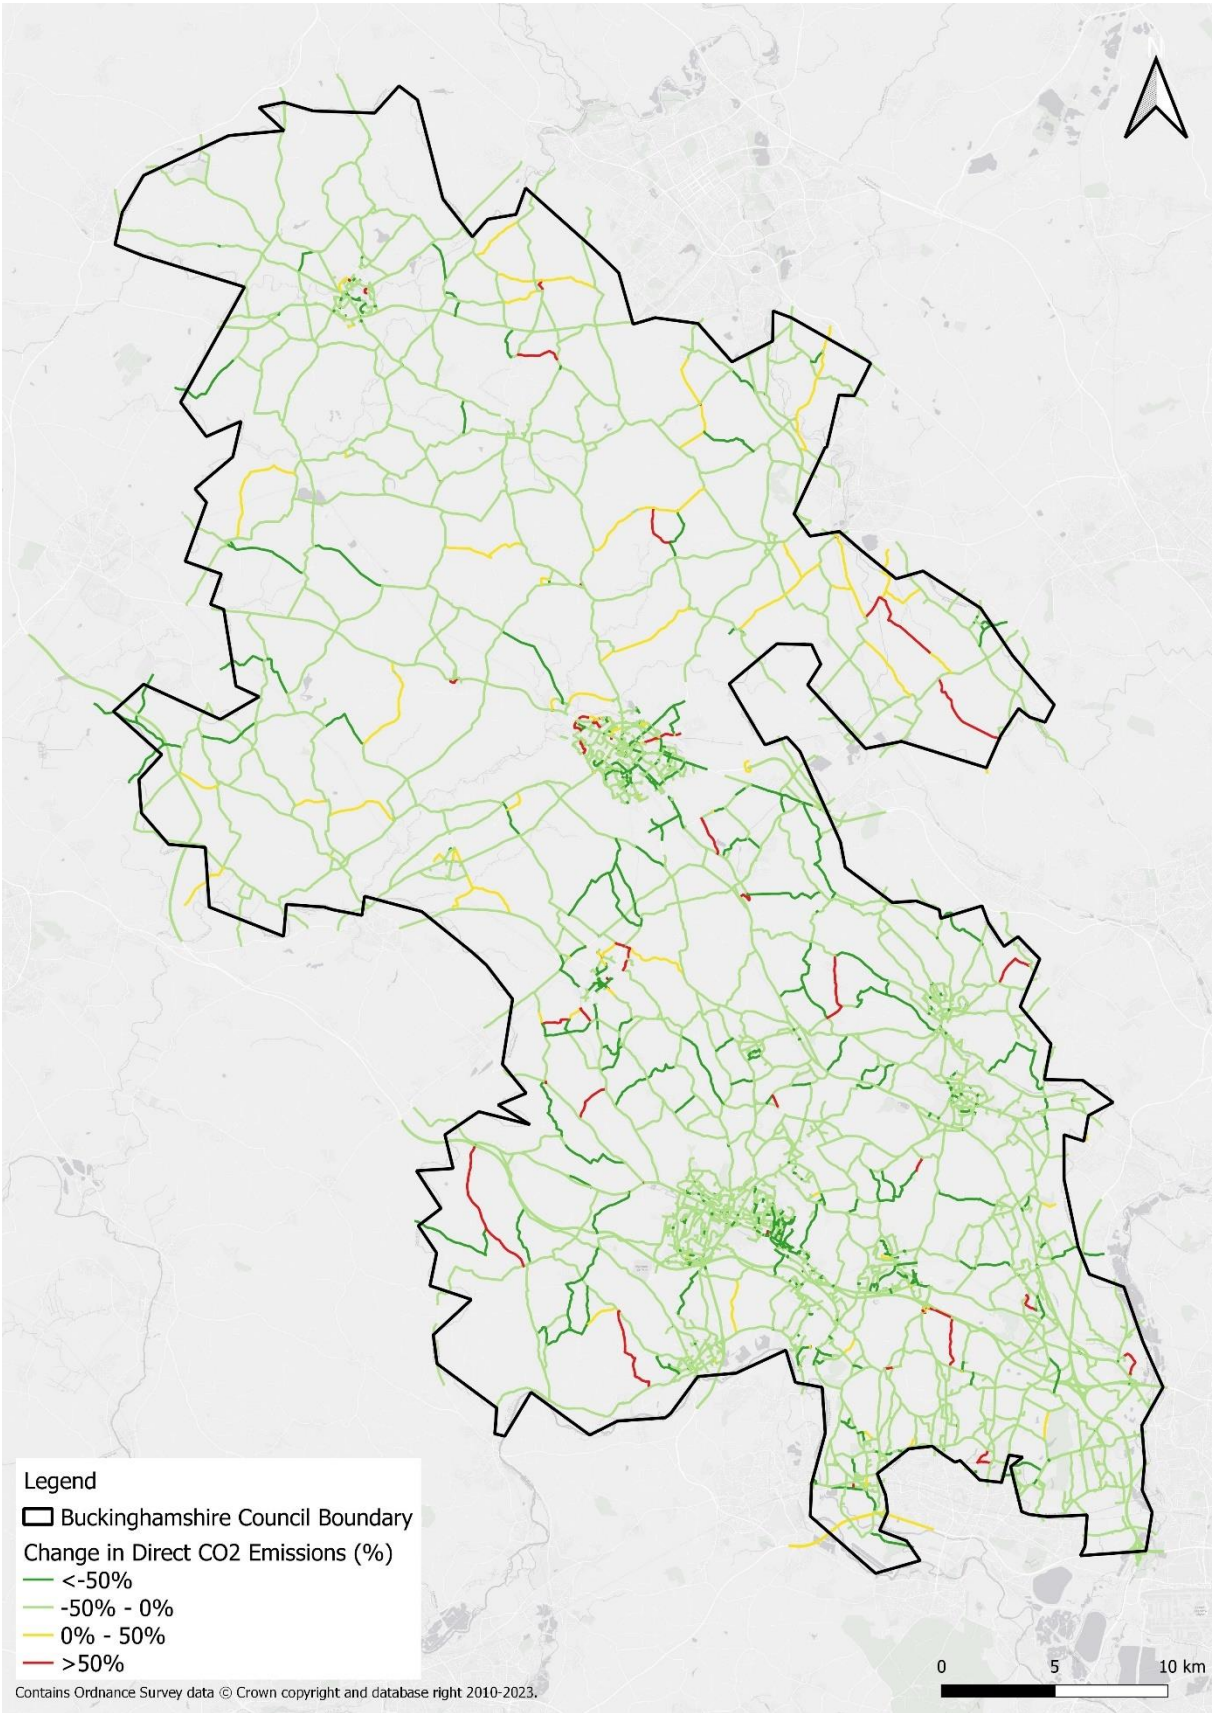 N
Legend
Buckinghamshire Council Boundary
Change in Direct CO2 Emissions (%)
<-50%
-50% - 0%
0% - 50%
>50%
Contains Ordnance Survey data © Crown copyright and database right 2010-2023.
0 5 10 km